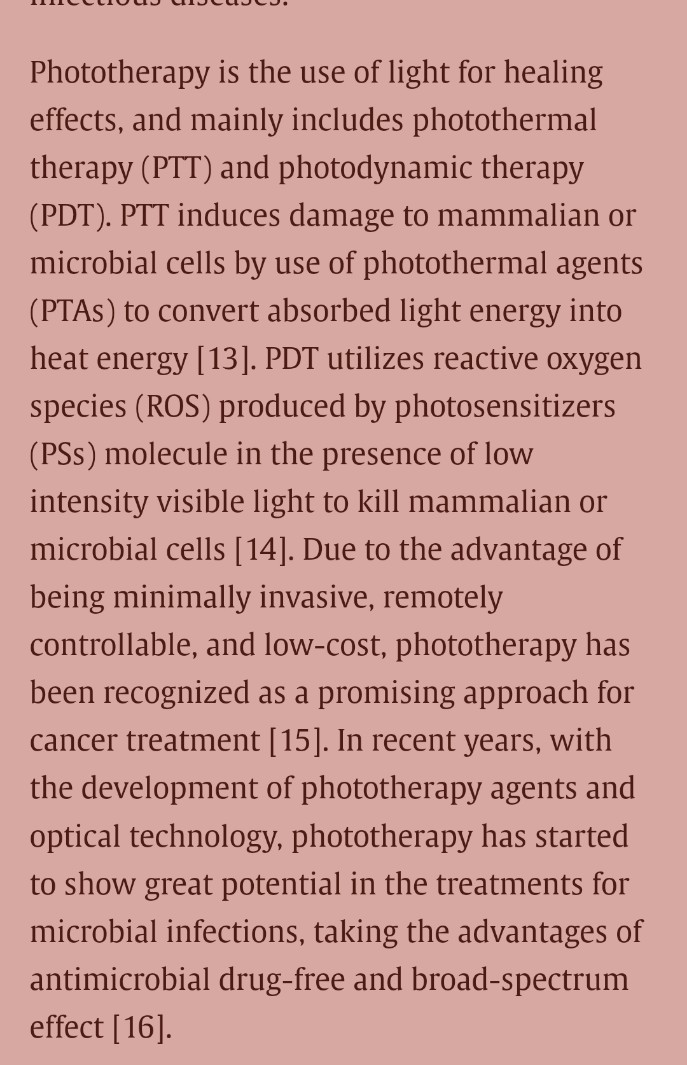 infectious diseases.
Phototherapy is the use of light for healing
effects, and mainly includes photothermal
therapy (PTT) and photodynamic therapy
(PDT). PTT induces damage to mammalian or
microbial cells by use of photothermal agents
(PTAs) to convert absorbed light energy into
heat energy [13]. PDT utilizes reactive oxygen
species (ROS) produced by photosensitizers
(PSs) molecule in the presence of low
intensity visible light to kill mammalian or
microbial cells [14]. Due to the advantage of
being minimally invasive, remotely
controllable, and low-cost, phototherapy has
been recognized as a promising approach for
cancer treatment [15]. In recent years, with
the development of phototherapy agents and
optical technology, phototherapy has started
to show great potential in the treatments for
microbial infections, taking the advantages of
antimicrobial drug-free and broad-spectrum
effect [16].